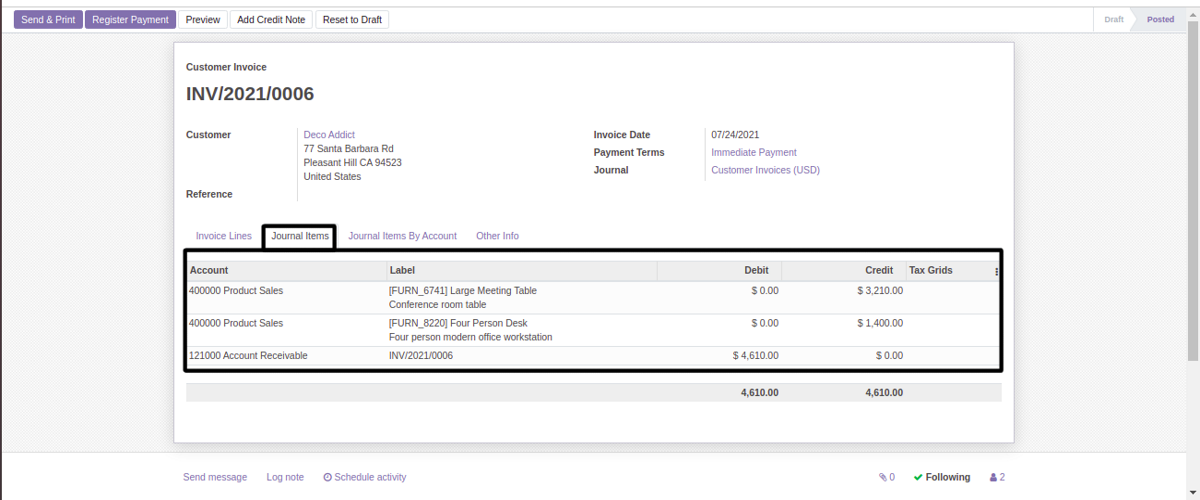 Send & Print Register Payment Preview Add Credit Note Reset to Draft Draft Posted
Customer Invoice
INV/2021/0006
Customer Deco Addict
77 Santa Barbara Rd
Pleasant Hill CA 94523
United States
Reference
Invoice Date 07/24/2021
Payment Terms Immediate Payment
Journal Customer Invoices (USD)
Invoice Lines Journal Items Journal Items By Account Other Info
Account Label Debit Credit Tax Grids
400000 Product Sales [FURN_6741] Large Meeting Table $ 0.00 $ 3,210.00
Conference room table
400000 Product Sales [FURN_8220] Four Person Desk $ 0.00 $ 1,400.00
Four person modern office workstation
121000 Account Receivable INV/2021/0006 $ 4,610.00 $ 0.00
4,610.00 4,610.00
Send message Log note Schedule activity 0 Following 2